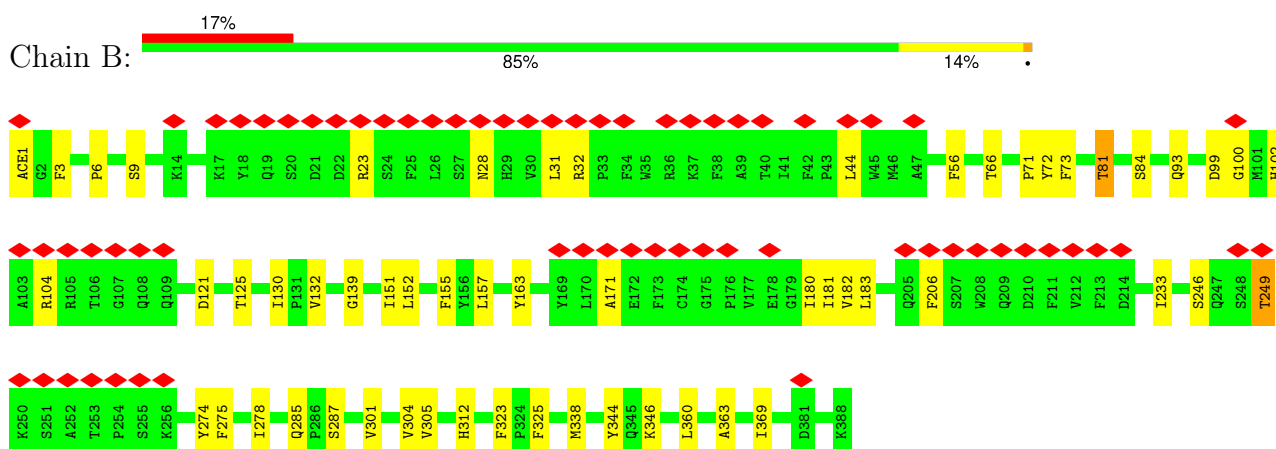 17%
Chain B:
85% 14% •
ACE1 G2 F3 P6 S9 K14 K17 Y18 Q19 S20 D21 D22 R23 S24 F25 L26 S27 N28 H29 V30 L31 R32 P33 F34 W35 R36 K37 F38 A39 T40 I41 F42 P43 L44 W45 M46 A47 F56 T66 P71 Y72 F73 T81 S84 Q93 D99 G100 M101 H102
A103 R104 R105 T106 G107 Q108 Q109 D121 T125 I130 P131 V132 G139 I151 L152 F155 Y156 L157 Y163 Y169 L170 A171 E172 F173 C174 G175 P176 V177 E178 G179 I180 I181 V182 L183 Q205 F206 S207 W208 Q209 D210 F211 V212 F213 D214 I233 S246 Q247 S248 T249
K250 S251 A252 T253 P254 S255 K256 Y274 F275 I278 Q285 P286 S287 V301 V304 V305 H312 F323 P324 F325 M338 Y344 Q345 K346 L360 A363 I369 D381 K388